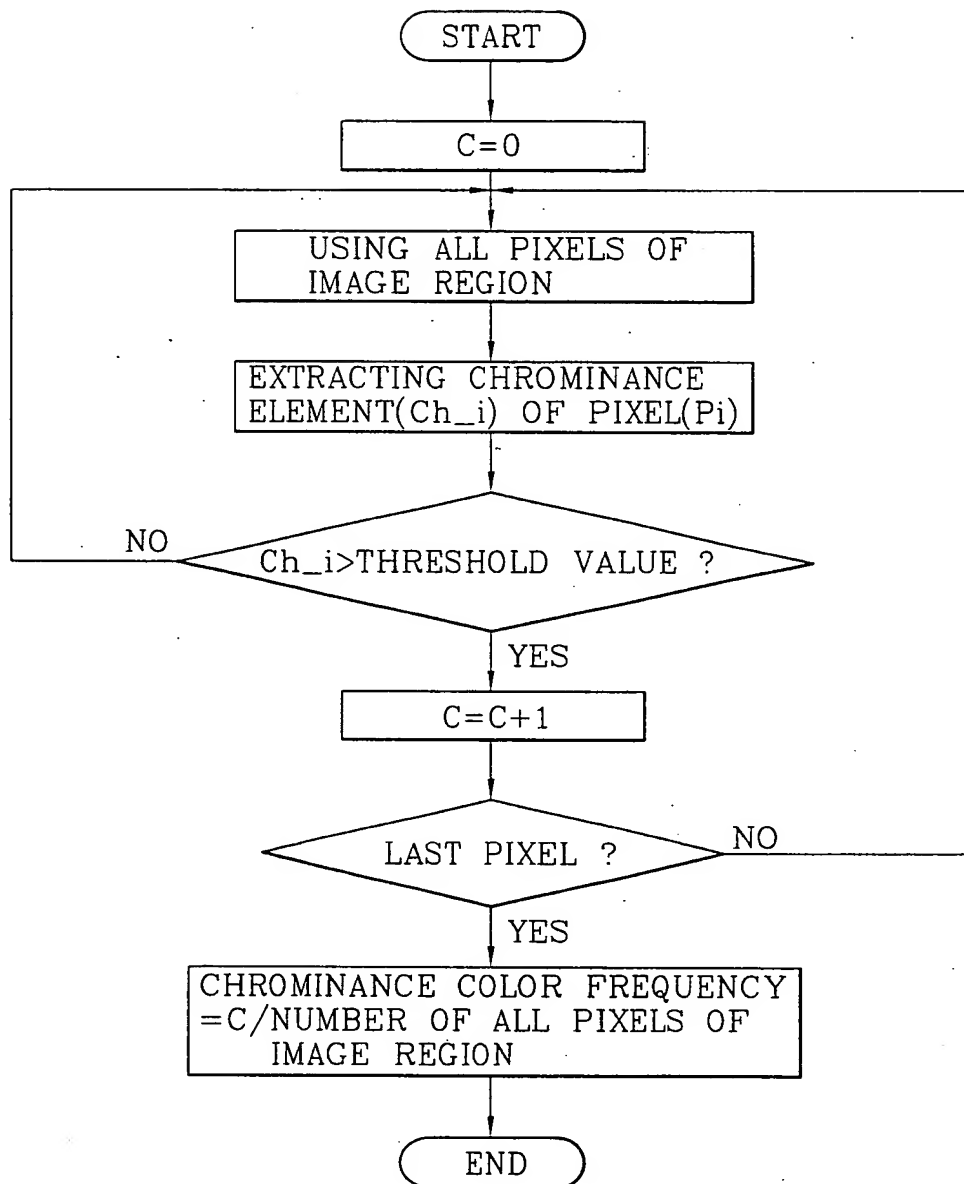 START
C=0
USING ALL PIXELS OF
IMAGE REGION
EXTRACTING CHROMINANCE
ELEMENT(Ch_i) OF PIXEL(Pi)
NO
Ch_i>THRESHOLD VALUE ?
YES
C=C+1
LAST PIXEL ?
NO
YES
CHROMINANCE COLOR FREQUENCY
=C/NUMBER OF ALL PIXELS OF
IMAGE REGION
END